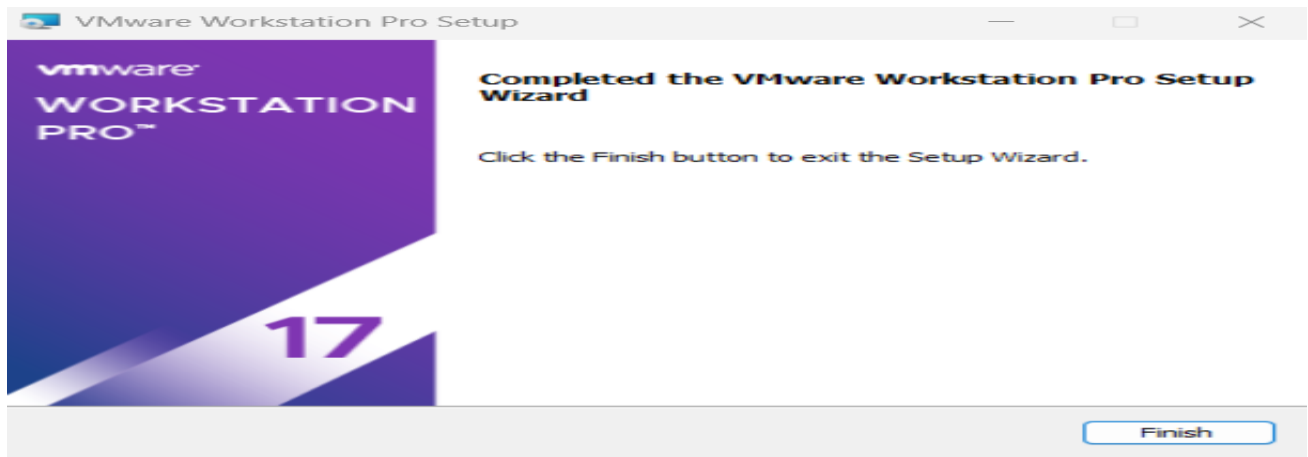 VMware Workstation Pro Setup
vmware
WORKSTATION
PRO™
17
Completed the VMware Workstation Pro Setup
Wizard
Click the Finish button to exit the Setup Wizard.
Finish